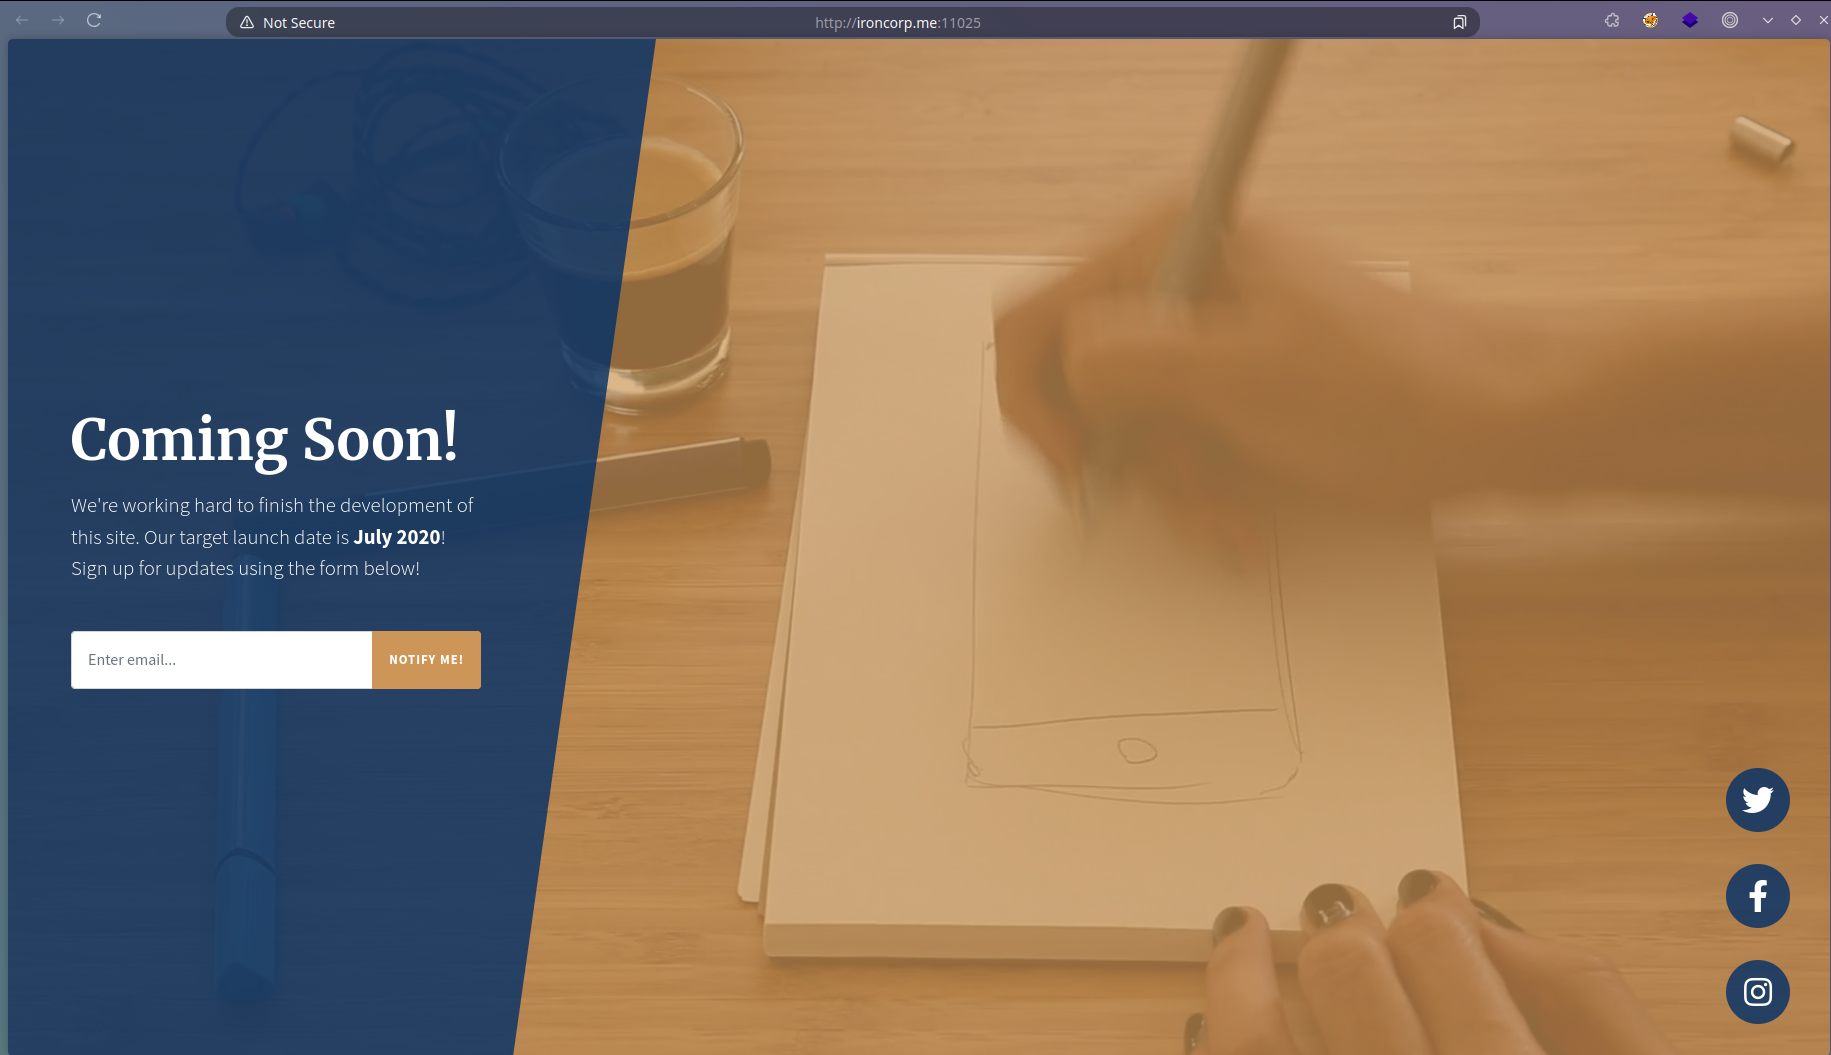 Not Secure
http://ironcorp.me:11025
Coming Soon!
We're working hard to finish the development of
this site. Our target launch date is July 2020!
Sign up for updates using the form below!
Enter email...
NOTIFY ME!